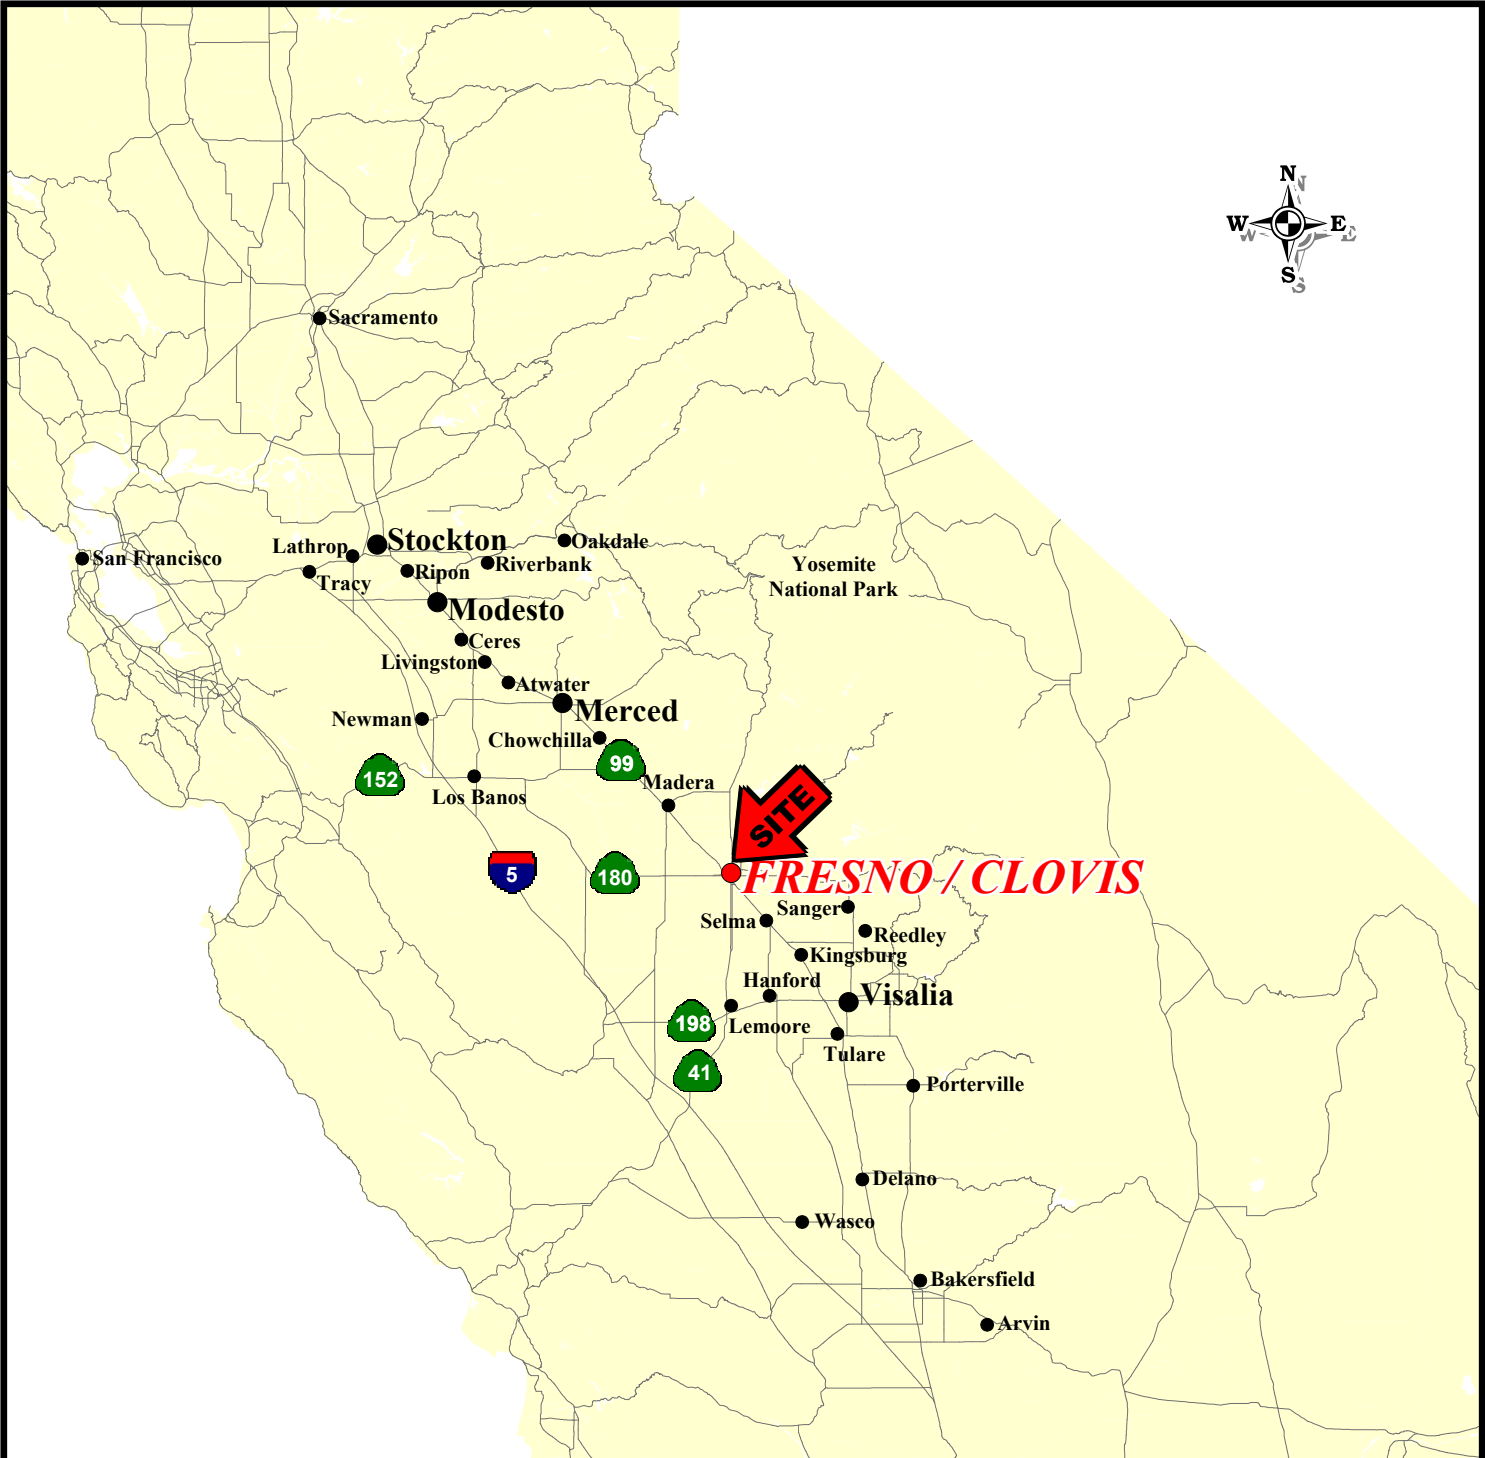 N
W E
S
Sacramento
San Francisco
Lathrop
Stockton
Oakdale
Tracy
Ripon
Riverbank
Yosemite
National Park
Modesto
Ceres
Livingston
Atwater
Newman
Merced
Chowchilla
99
152
Los Banos
Madera
SITE
5
180
FRESNO / CLOVIS
Selma
Sanger
Reedley
Kingsburg
Hanford
Visalia
198
Lemoore
Tulare
41
Porterville
Delano
Wasco
Bakersfield
Arvin